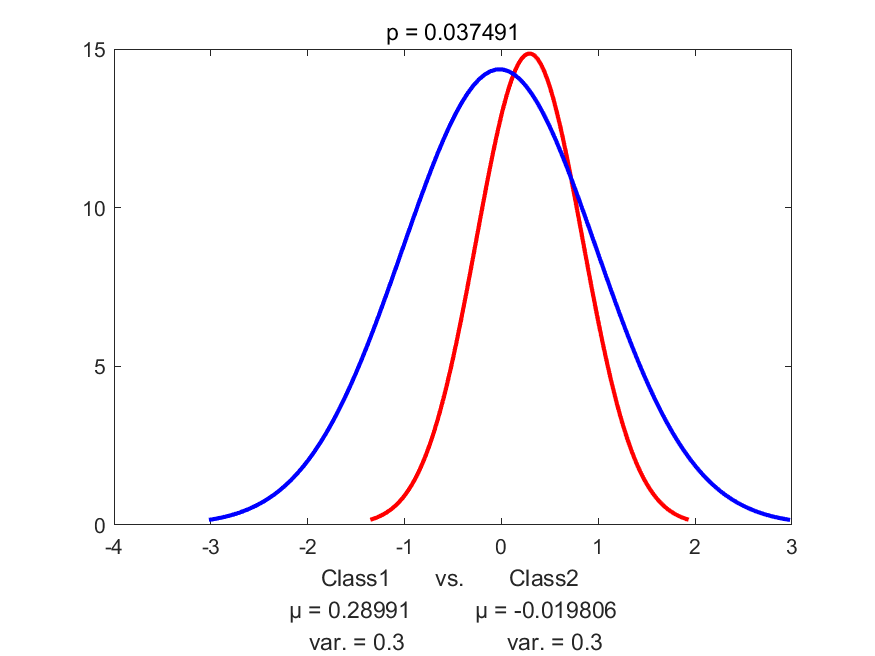 p = 0.037491
15
10
5
0
-4 -3 -2 -1 0 1 2 3
Class1 vs. Class2
μ = 0.28991 μ = -0.019806
var. = 0.3 var. = 0.3